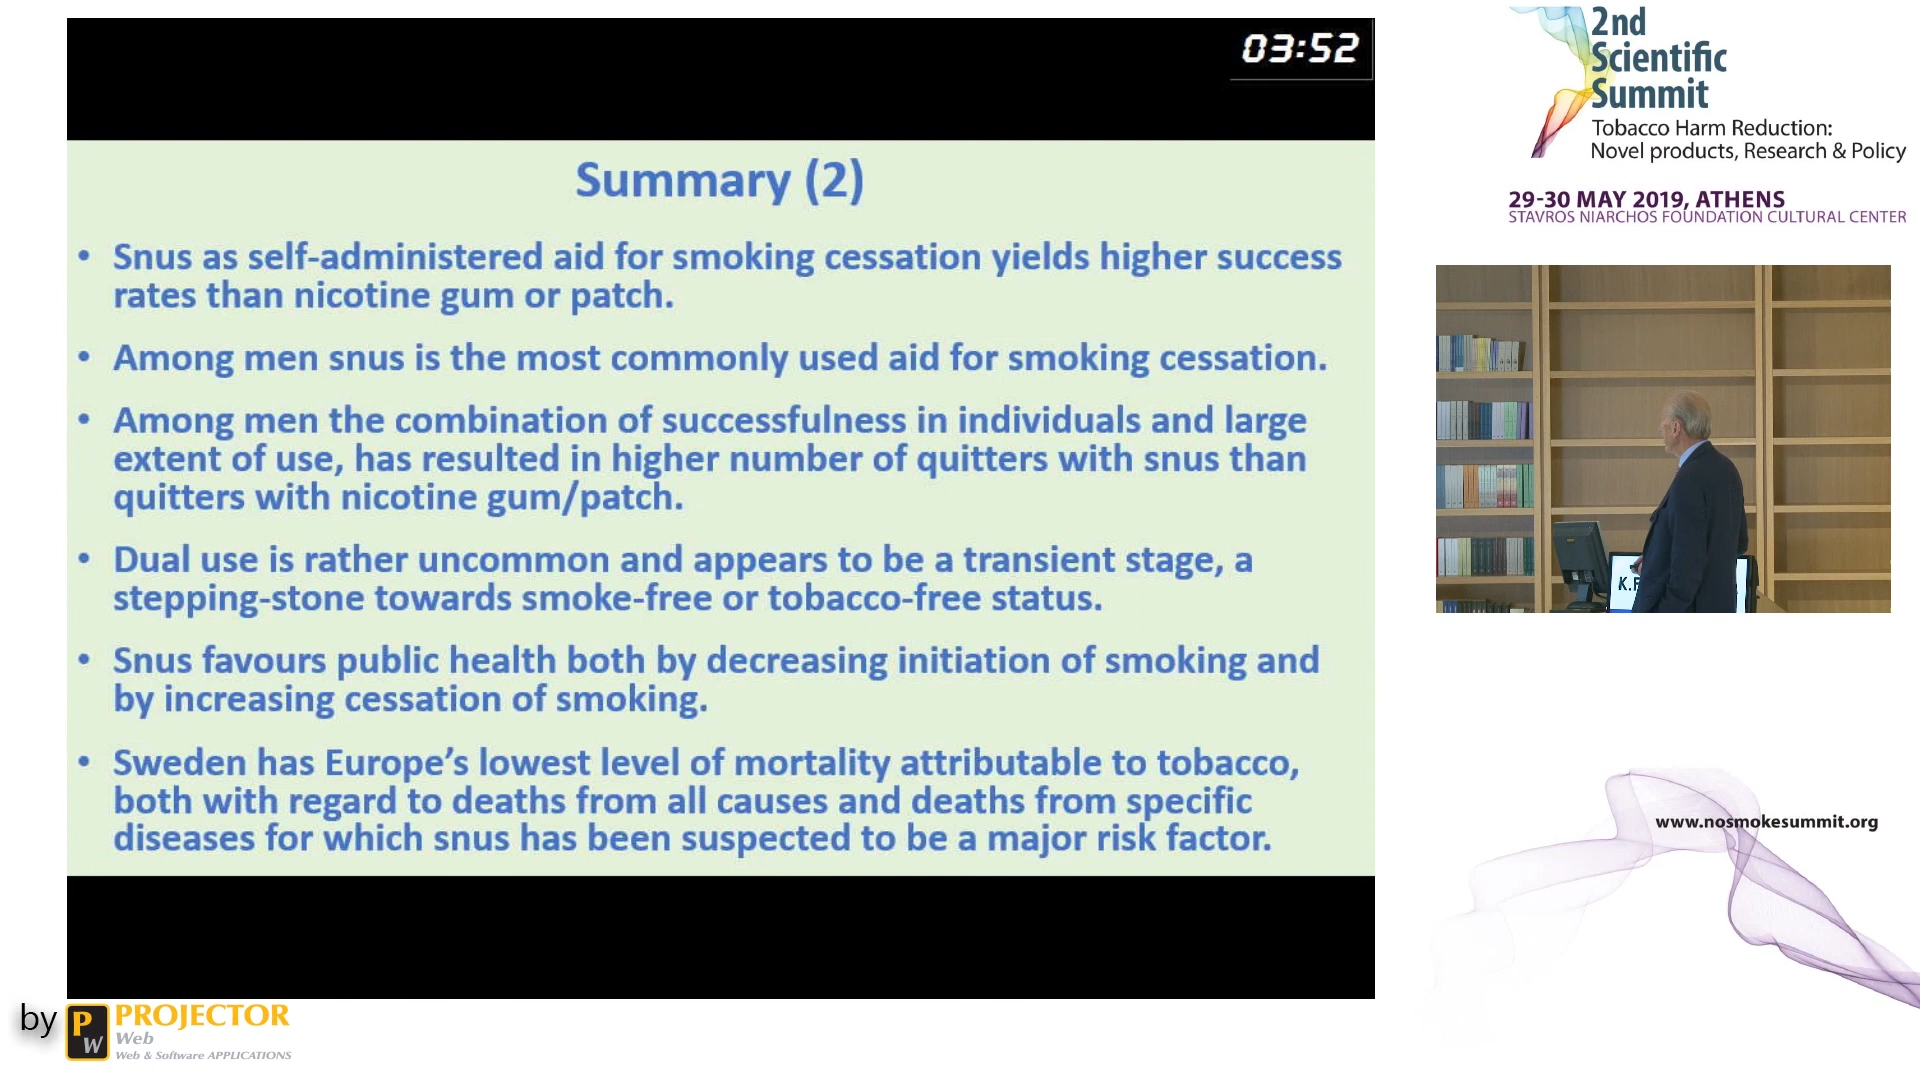 03:52
Summary (2)
• Snus as self-administered aid for smoking cessation yields higher success
rates than nicotine gum or patch.
• Among men snus is the most commonly used aid for smoking cessation.
• Among men the combination of successfulness in individuals and large
extent of use, has resulted in higher number of quitters with snus than
quitters with nicotine gum/patch.
• Dual use is rather uncommon and appears to be a transient stage, a
stepping-stone towards smoke-free or tobacco-free status.
• Snus favours public health both by decreasing initiation of smoking and
by increasing cessation of smoking.
• Sweden has Europe’s lowest level of mortality attributable to tobacco,
both with regard to deaths from all causes and deaths from specific
diseases for which snus has been suspected to be a major risk factor.
2nd
Scientific
Summit
Tobacco Harm Reduction:
Novel products, Research & Policy
29-30 MAY 2019, ATHENS
STAVROS NIARCHOS FOUNDATION CULTURAL CENTER
www.nosmokesummit.org
by PW PROJECTOR
Web
Web & Software APPLICATIONS